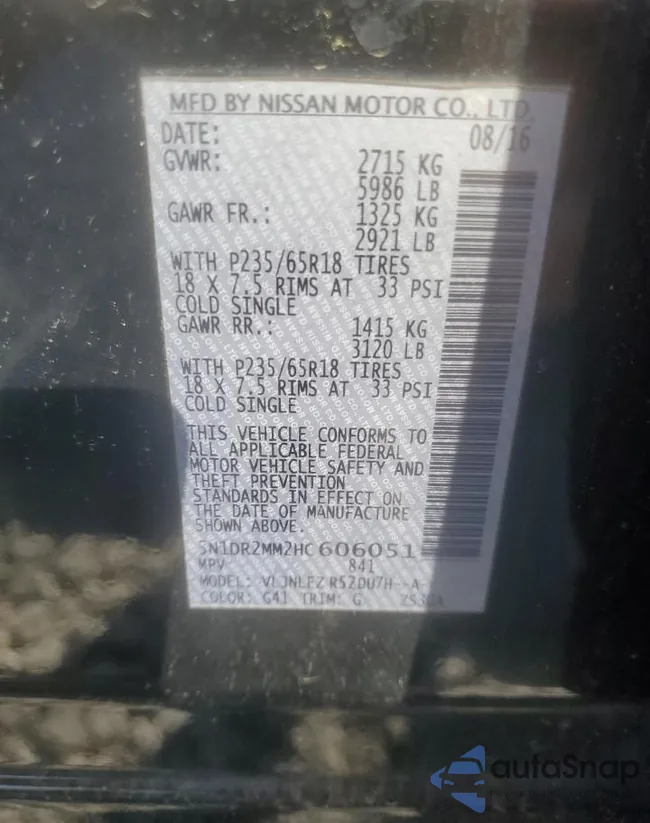 MFD BY NISSAN MOTOR CO., LTD.
DATE: 08/16
GVWR: 2715 KG
5986 LB
GAWR FR.: 1325 KG
2921 LB
WITH P235/65R18 TIRES
18 X 7.5 RIMS AT 33 PSI
COLD SINGLE
GAWR RR.: 1415 KG
3120 LB
WITH P235/65R18 TIRES
18 X 7.5 RIMS AT 33 PSI
COLD SINGLE
THIS VEHICLE CONFORMS TO
ALL APPLICABLE FEDERAL
MOTOR VEHICLE SAFETY AND
THEFT PREVENTION
STANDARDS IN EFFECT ON
THE DATE OF MANUFACTURE
SHOWN ABOVE.
5N1DR2MM2HC606051
MPV 841
MODEL:
COLOR: G41 TRIM: G
autoSnap